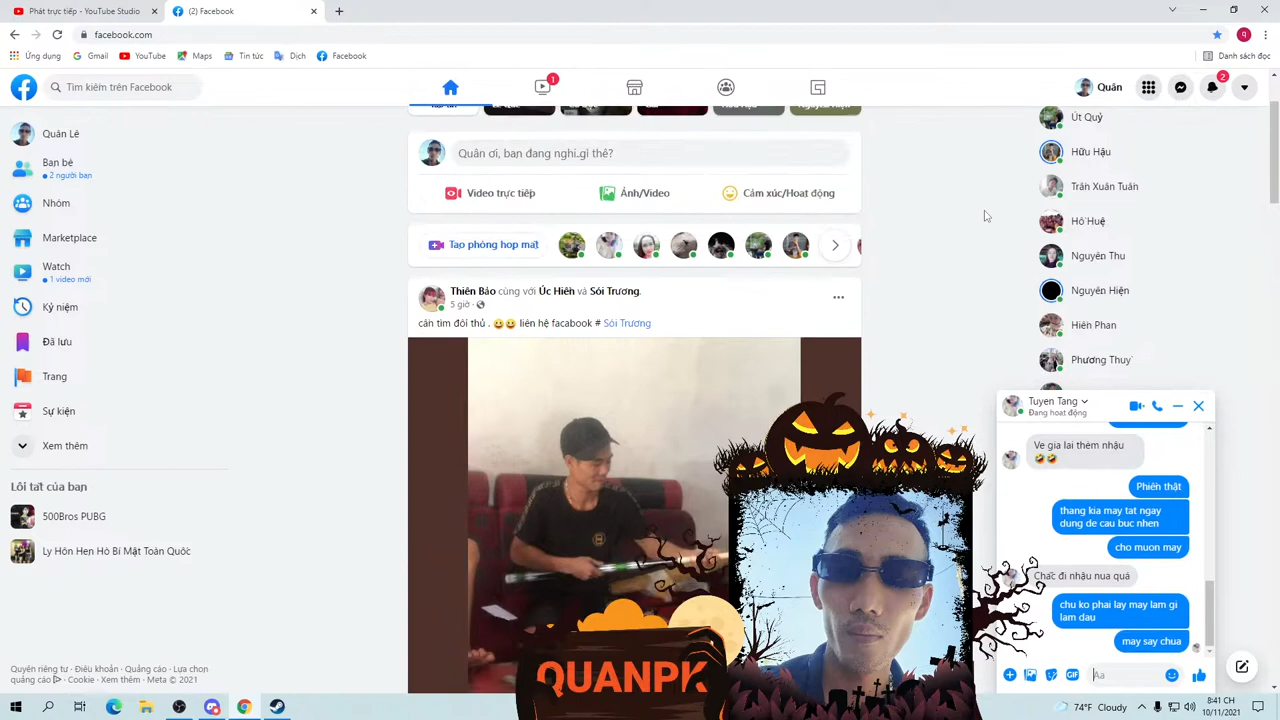 Phát trực tiếp - YouTube Studio
(2) Facebook
facebook.com
Ứng dụng
Gmail
YouTube
Maps
Tin tức
Dịch
Facebook
Danh sách đọc
Tìm kiếm trên Facebook
1
Quân
2
Quân Lê
Bạn bè
2 người bạn
Nhóm
Marketplace
Watch
1 video mới
Kỷ niệm
Đã lưu
Trang
Sự kiện
Xem thêm
Lối tắt của bạn
500Bros PUBG
Ly Hôn Hẹn Hò Bí Mật Toàn Quốc
Quyền riêng tư · Điều khoản · Quảng cáo · Lựa chọn
quảng cáo · Cookie · Xem thêm · Meta © 2021
Quân ơi, bạn đang nghĩ gì thế?
Video trực tiếp
Ảnh/Video
Cảm xúc/Hoạt động
Tạo phòng họp mặt
Thiên Bảo cùng với Úc Hiền và Sói Trương.
5 giờ
cần tìm đối thủ . 😀😀 liên hệ facabook # Sói Trương
QUANPK
Út Quý
Hữu Hậu
Trần Xuân Tuấn
Hồ Huệ
Nguyên Thu
Nguyễn Hiện
Hiên Phan
Phương Thuy
Tuyen Tang
Đang hoạt động
Ve gia lai thèm nhậu
🤣🤣
Phiền thật
thang kia may tat ngay
dung de cau buc nhen
cho muon may
Chắc đi nhậu nua quá
chu ko phai lay may lam gi
lam dau
may say chua
Aa
74°F Cloudy
8:41 CH
10/11/2021